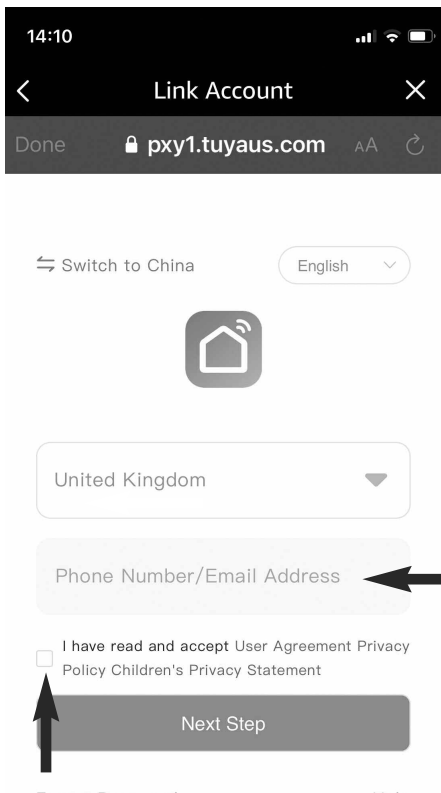 14:10
Link Account
Done pxy1.tuyaus.com AA
Switch to China English
United Kingdom
Phone Number/Email Address
I have read and accept User Agreement Privacy
Policy Children's Privacy Statement
Next Step